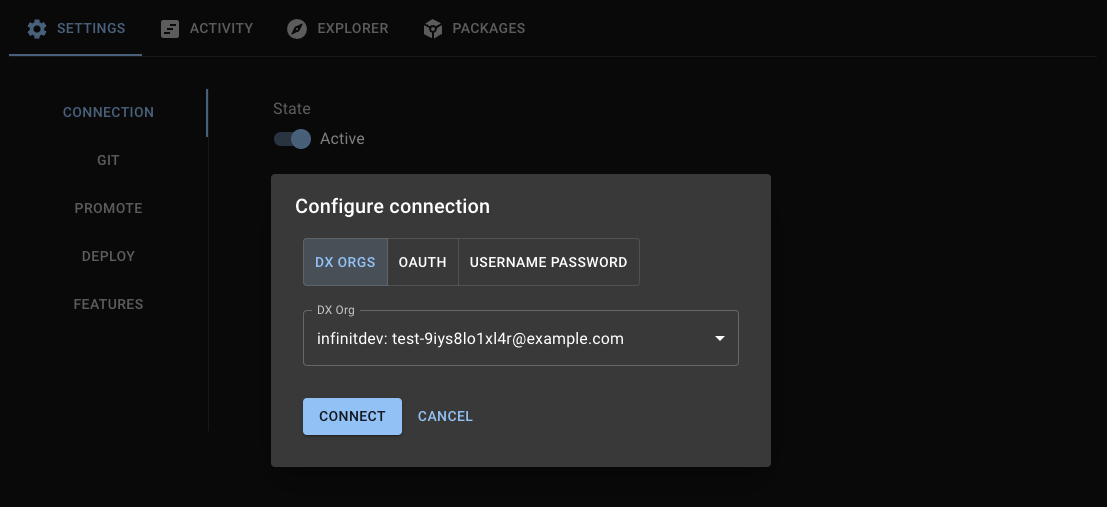 SETTINGS ACTIVITY EXPLORER PACKAGES
CONNECTION
GIT
PROMOTE
DEPLOY
FEATURES
State
Active
Configure connection
DX ORGS OAUTH USERNAME PASSWORD
DX Org
infinitdev: test-9iys8lo1xl4r@example.com
CONNECT CANCEL